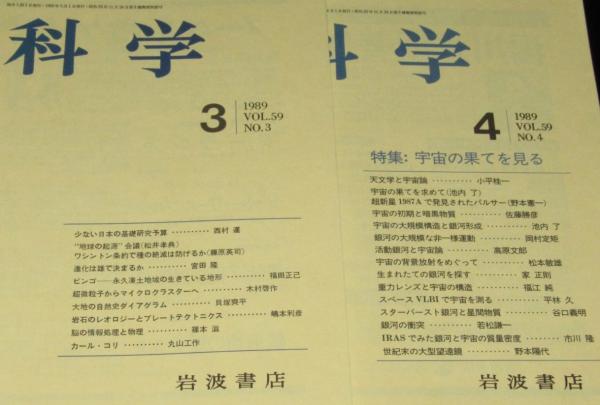 科学
3
1989
VOL.59
NO.3
少ない日本の基礎研究予算 ………… 西村 暹
"地球の起源"会議(松井孝典)
ワシントン条約で種の絶滅は防げるか(藤原英司)
進化は雄で決まるか ………… 宮田 隆
ピンゴ——永久凍土地域の生きている地形 ………… 福田正己
超微粒子からマイクロクラスターへ ………… 木村啓作
大地の自然史ダイアグラム ………… 貝塚爽平
岩石のレオロジーとプレートテクトニクス ………… 嶋本利彦
脳の情報処理と物理 ………… 篠本 滋
カール・コリ ………… 丸山工作
岩波書店
科学
4
1989
VOL.59
NO.4
特集: 宇宙の果てを見る
天文学と宇宙論 ………… 小平桂一
宇宙の果てを求めて(池内 了)
超新星1987Aで発見されたパルサー(野本憲一)
宇宙の初期と暗黒物質 ………… 佐藤勝彦
宇宙の大規模構造と銀河形成 ………… 池内 了
銀河の大規模な非一様運動 ………… 岡村定矩
活動銀河と宇宙論 ………… 高原文郎
宇宙の背景放射をめぐって ………… 松本敏雄
生まれたての銀河を探す ………… 家 正則
重力レンズと宇宙の構造 ………… 福江 純
スペースVLBIで宇宙を測る ………… 平林 久
スターバースト銀河と星間物質 ………… 谷口義明
銀河の衝突 ………… 若松謙一
IRASでみた銀河と宇宙の質量密度 ………… 市川 隆
世紀末の大型望遠鏡 ………… 野本陽代
岩波書店